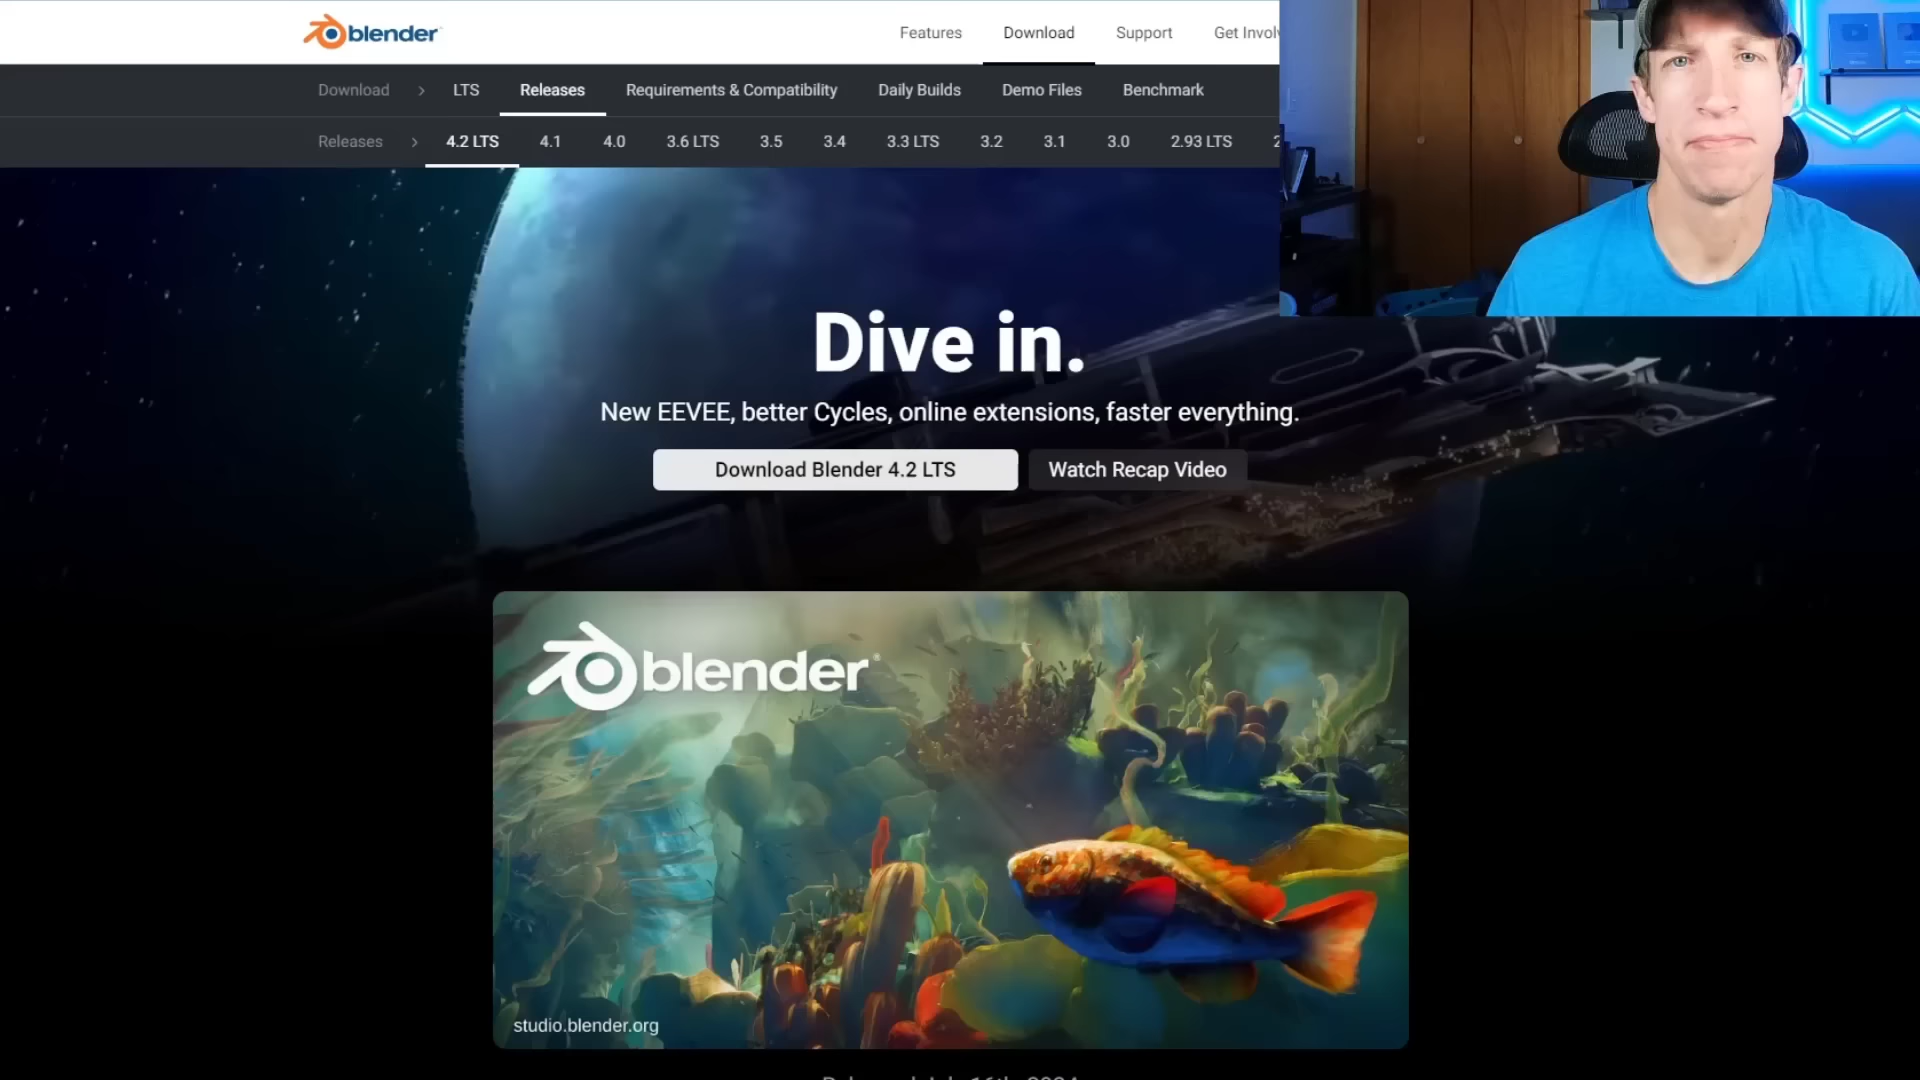 blender
Features Download Support Get Involv
Download > LTS Releases Requirements & Compatibility Daily Builds Demo Files Benchmark
Releases > 4.2 LTS 4.1 4.0 3.6 LTS 3.5 3.4 3.3 LTS 3.2 3.1 3.0 2.93 LTS 2
Dive in.
New EEVEE, better Cycles, online extensions, faster everything.
Download Blender 4.2 LTS Watch Recap Video
blender
studio.blender.org